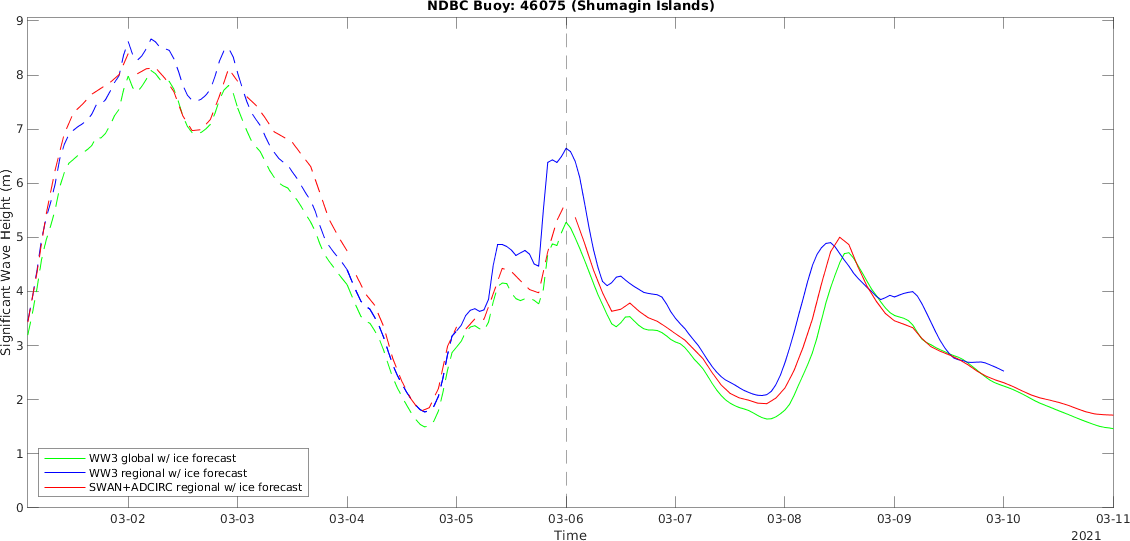 NDBC Buoy: 46075 (Shumagin Islands)
9
8
7
6
5
4
3
2
1
0
Significant Wave Height (m)
WW3 global w/ ice forecast
WW3 regional w/ ice forecast
SWAN+ADCIRC regional w/ ice forecast
03-02 03-03 03-04 03-05 03-06 03-07 03-08 03-09 03-10 03-11
Time
2021